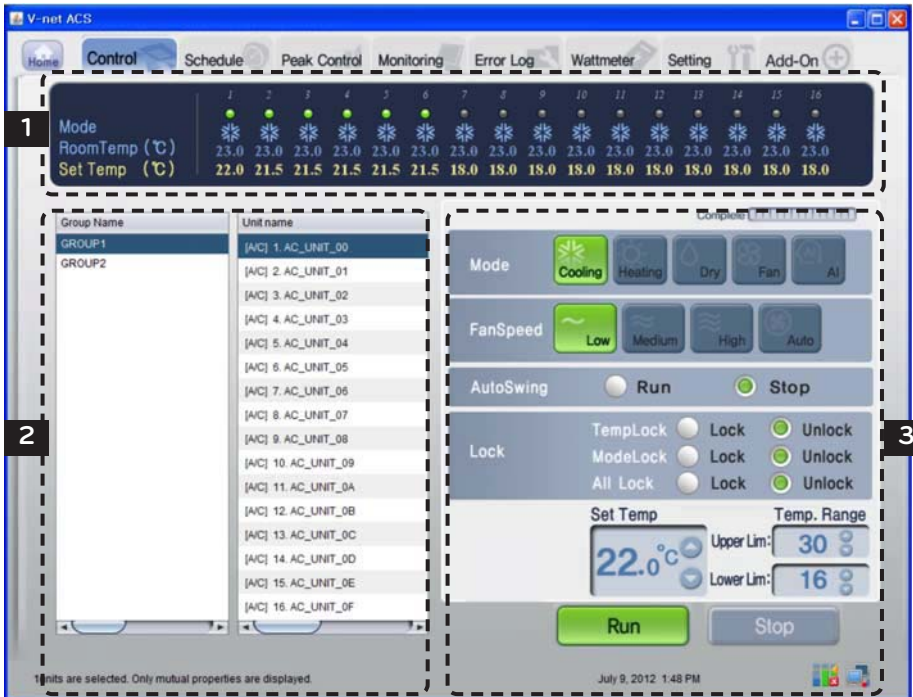 V-net ACS
Home Control Schedule Peak Control Monitoring Error Log Wattmeter Setting Add-On
1
1 2 3 4 5 6 7 8 9 10 11 12 13 14 15 16
Mode
RoomTemp (℃) 23.0 23.0 23.0 23.0 23.0 23.0 23.0 23.0 23.0 23.0 23.0 23.0 23.0 23.0 23.0 23.0
Set Temp (℃) 22.0 21.5 21.5 21.5 21.5 21.5 18.0 18.0 18.0 18.0 18.0 18.0 18.0 18.0 18.0 18.0
2
Group Name
GROUP1
GROUP2
Unit name
[A/C] 1. AC_UNIT_00
[A/C] 2. AC_UNIT_01
[A/C] 3. AC_UNIT_02
[A/C] 4. AC_UNIT_03
[A/C] 5. AC_UNIT_04
[A/C] 6. AC_UNIT_05
[A/C] 7. AC_UNIT_06
[A/C] 8. AC_UNIT_07
[A/C] 9. AC_UNIT_08
[A/C] 10. AC_UNIT_09
[A/C] 11. AC_UNIT_0A
[A/C] 12. AC_UNIT_0B
[A/C] 13. AC_UNIT_0C
[A/C] 14. AC_UNIT_0D
[A/C] 15. AC_UNIT_0E
[A/C] 16. AC_UNIT_0F
3
Complete
Mode Cooling Heating Dry Fan AI
FanSpeed Low Medium High Auto
AutoSwing Run Stop
Lock
TempLock Lock Unlock
ModeLock Lock Unlock
All Lock Lock Unlock
Set Temp Temp. Range
22.0°C
Upper Lim: 30
Lower Lim: 16
Run Stop
units are selected. Only mutual properties are displayed.
July 9, 2012 1:48 PM